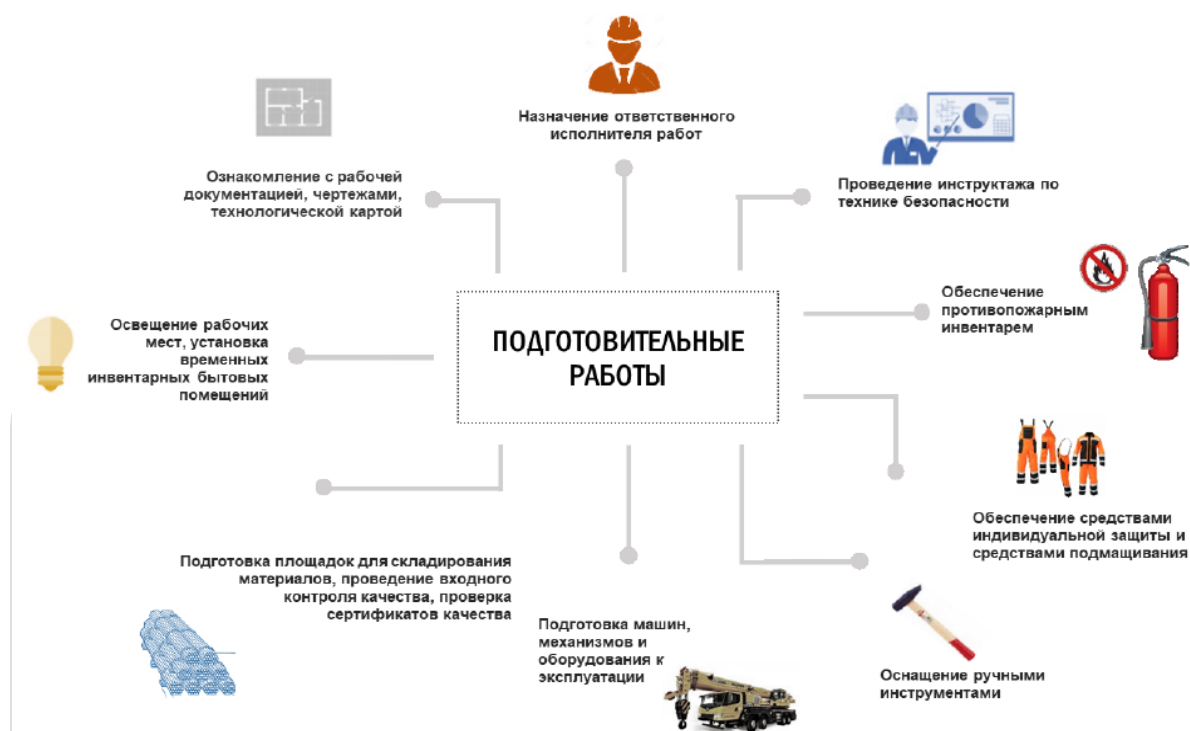 Назначение ответственного
исполнителя работ
Ознакомление с рабочей
документацией, чертежами,
технологической картой
Проведение инструктажа по
технике безопасности
Обеспечение
противопожарным
инвентарем
Освещение рабочих
мест, установка
временных
инвентарных бытовых
помещений
ПОДГОТОВИТЕЛЬНЫЕ
РАБОТЫ
Обеспечение средствами
индивидуальной защиты и
средствами подмащивания
Подготовка площадок для складирования
материалов, проведение входного
контроля качества, проверка
сертификатов качества
Подготовка машин,
механизмов и
оборудования к
эксплуатации
Оснащение ручными
инструментами